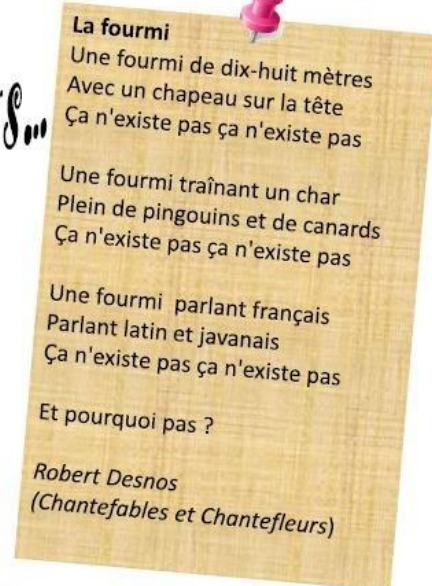 La fourmi
Une fourmi de dix-huit mètres
Avec un chapeau sur la tête
Ça n'existe pas ça n'existe pas
Une fourmi traînant un char
Plein de pingouins et de canards
Ça n'existe pas ça n'existe pas
Une fourmi parlant français
Parlant latin et javanais
Ça n'existe pas ça n'existe pas
Et pourquoi pas ?
Robert Desnos
(Chantefables et Chantefleurs)